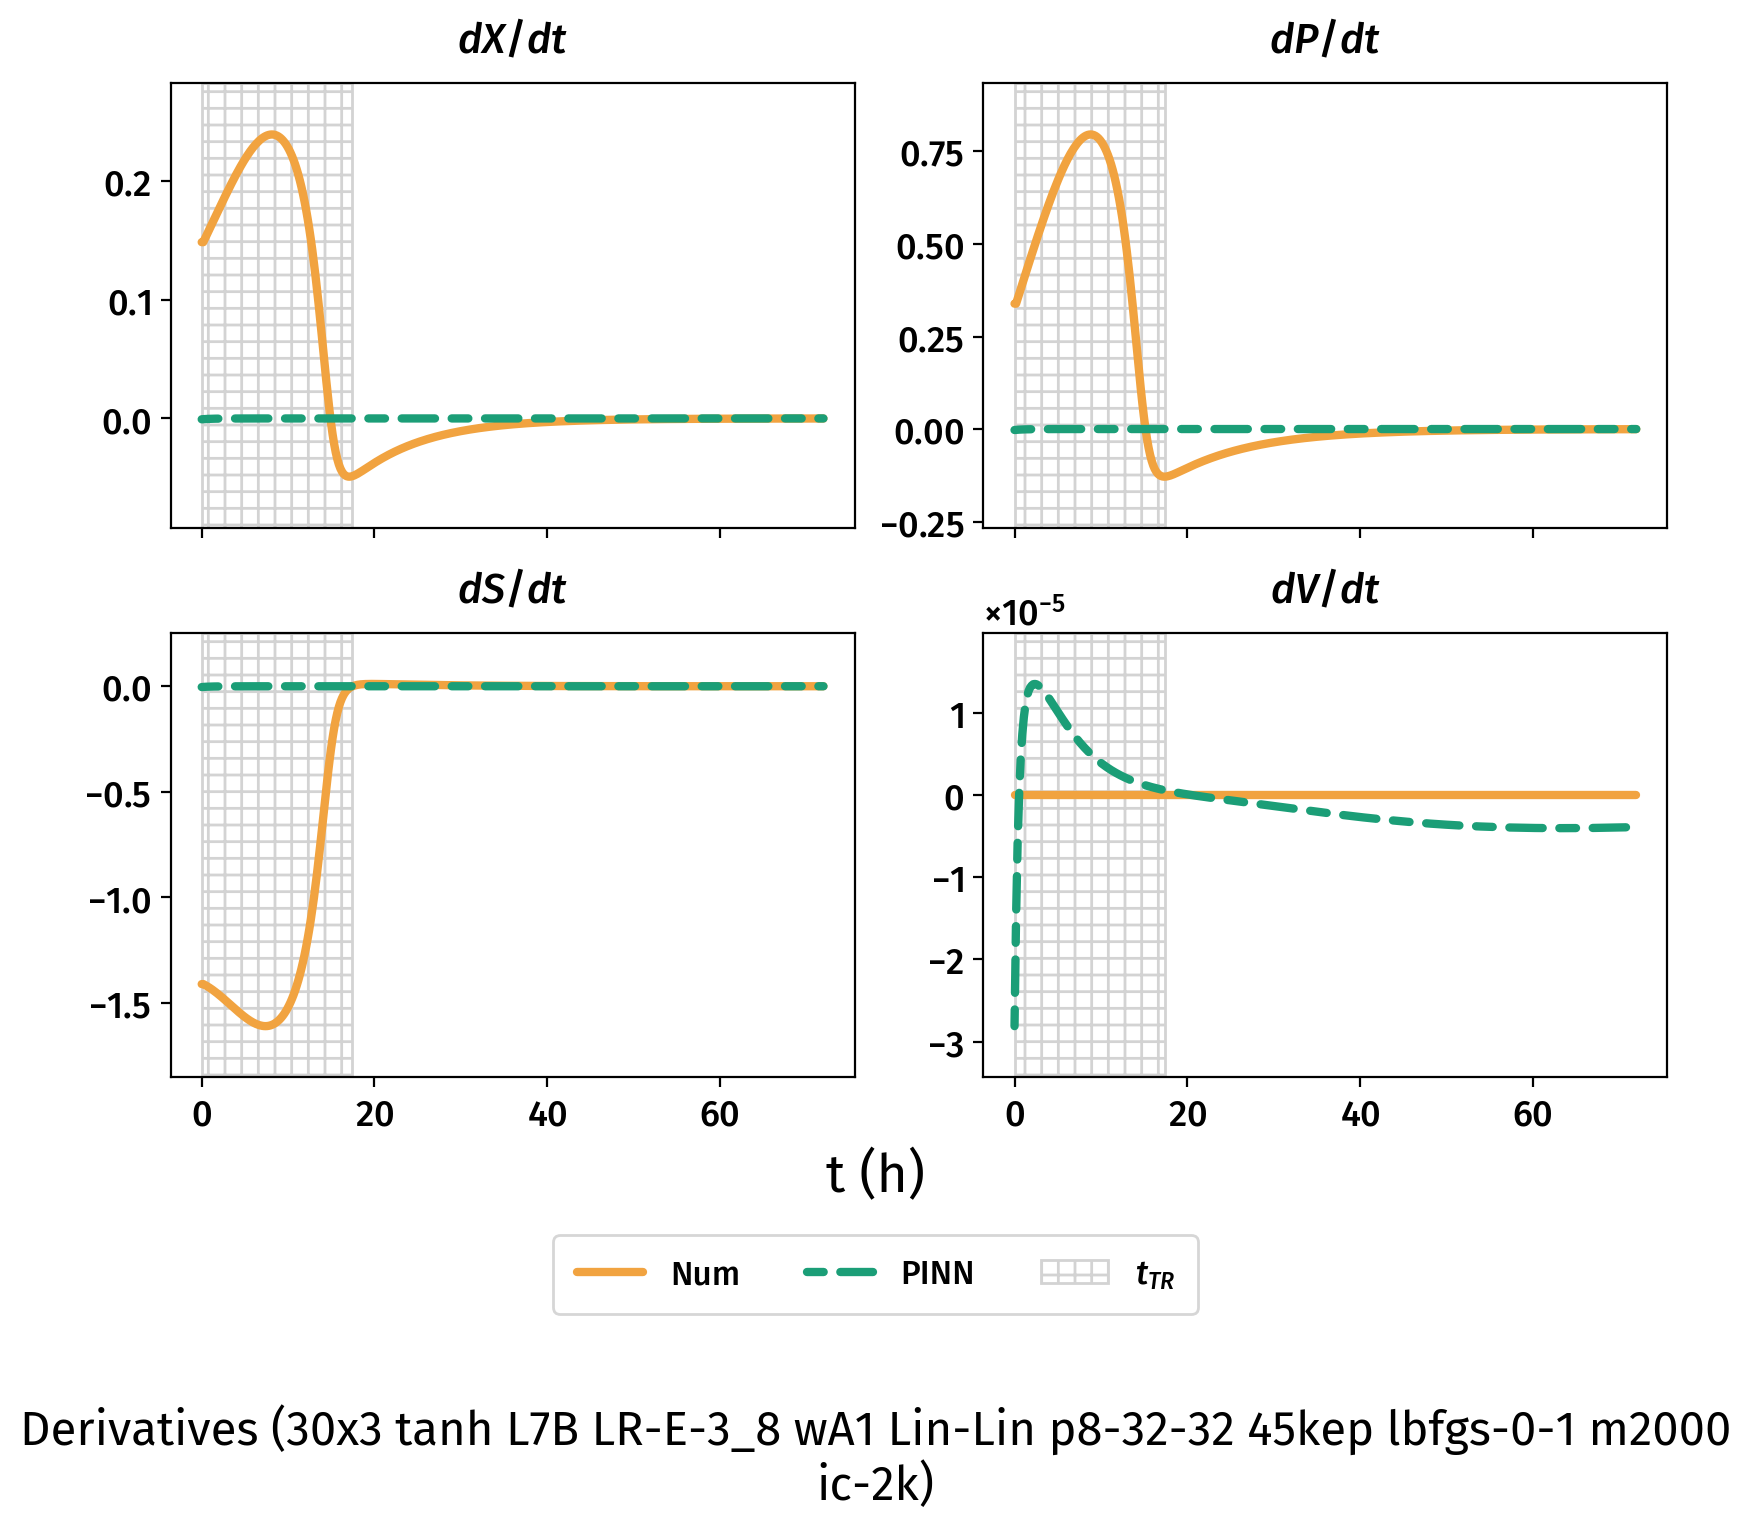 dX/dt
dP/dt
0.2
0.1
0.0
0.75
0.50
0.25
0.00
−0.25
dS/dt
dV/dt
×10⁻⁵
0.0
−0.5
−1.0
−1.5
1
0
−1
−2
−3
0 20 40 60
0 20 40 60
t (h)
Num PINN t_TR
Derivatives (30x3 tanh L7B LR-E-3_8 wA1 Lin-Lin p8-32-32 45kep lbfgs-0-1 m2000
ic-2k)